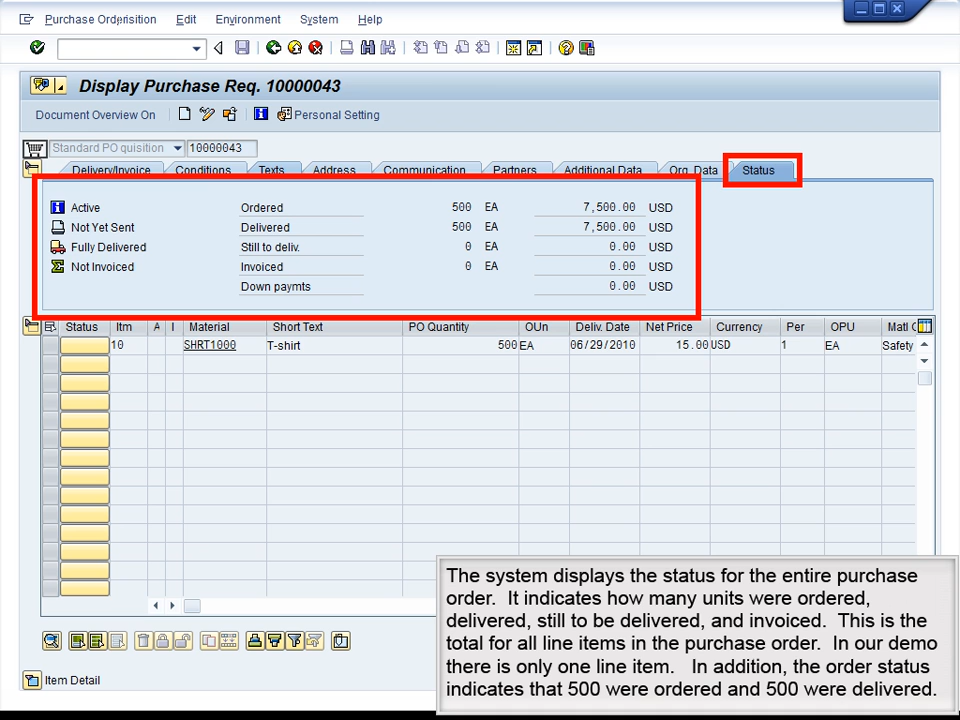 Purchase Orderisition Edit Environment System Help
Display Purchase Req. 10000043
Document Overview On Personal Setting
Standard PO quisition 10000043
Delivery/Invoice Conditions Texts Address Communication Partners Additional Data Org. Data Status
Active Ordered 500 EA 7,500.00 USD
Not Yet Sent Delivered 500 EA 7,500.00 USD
Fully Delivered Still to deliv. 0 EA 0.00 USD
Not Invoiced Invoiced 0 EA 0.00 USD
Down paymts 0.00 USD
Status Itm A I Material Short Text PO Quantity OUn Deliv. Date Net Price Currency Per OPU Matl
10 SHRT1000 T-shirt 500 EA 06/29/2010 15.00 USD 1 EA Safety
Item Detail
The system displays the status for the entire purchase
order. It indicates how many units were ordered,
delivered, still to be delivered, and invoiced. This is the
total for all line items in the purchase order. In our demo
there is only one line item. In addition, the order status
indicates that 500 were ordered and 500 were delivered.